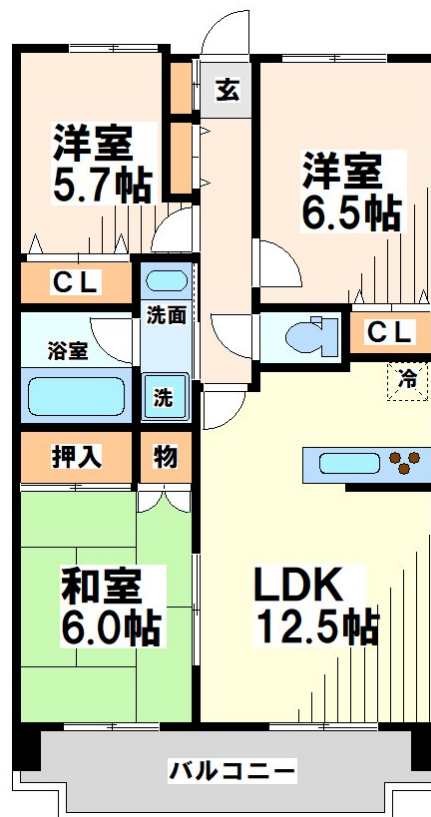 玄
洋室
5.7帖
洋室
6.5帖
CL
洗面
浴室
CL
冷
洗
押入
物
和室
6.0帖
LDK
12.5帖
バルコニー